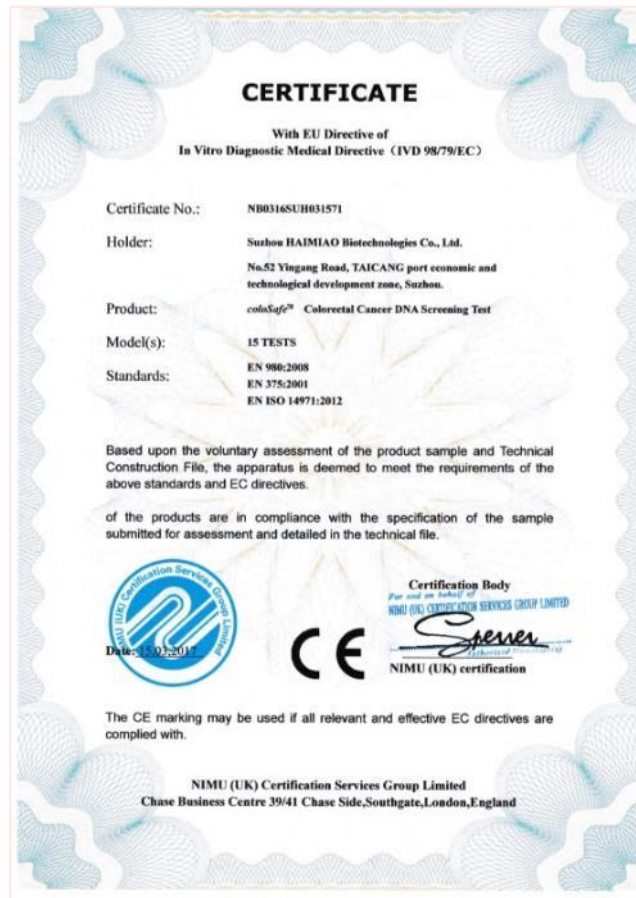 CERTIFICATE
With EU Directive of
In Vitro Diagnostic Medical Directive (IVD 98/79/EC)
Certificate No.: NB0316SUH031571
Holder: Suzhou HAIMIAO Biotechnologies Co., Ltd.
No.52 Yingang Road, TAICANG port economic and
technological development zone, Suzhou.
Product: coloSafe™ Colorectal Cancer DNA Screening Test
Model(s): 15 TESTS
Standards: EN 980:2008
EN 375:2001
EN ISO 14971:2012
Based upon the voluntary assessment of the product sample and Technical
Construction File, the apparatus is deemed to meet the requirements of the
above standards and EC directives.
of the products are in compliance with the specification of the sample
submitted for assessment and detailed in the technical file.
NIMU (UK) Certification Services Group Limited
Date: 15.03.2017
CE
Certification Body
For and on behalf of
NIMU (UK) CERTIFICATION SERVICES GROUP LIMITED
NIMU (UK) certification
The CE marking may be used if all relevant and effective EC directives are
complied with.
NIMU (UK) Certification Services Group Limited
Chase Business Centre 39/41 Chase Side,Southgate,London,England